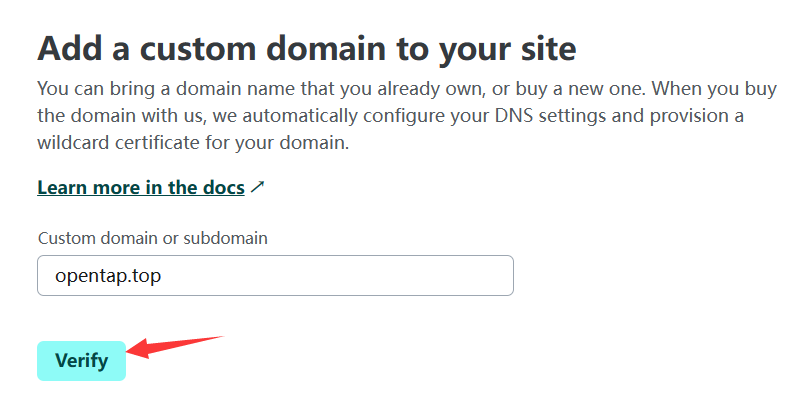 Add a custom domain to your site
You can bring a domain name that you already own, or buy a new one. When you buy
the domain with us, we automatically configure your DNS settings and provision a
wildcard certificate for your domain.
Learn more in the docs ↗
Custom domain or subdomain
opentap.top
Verify